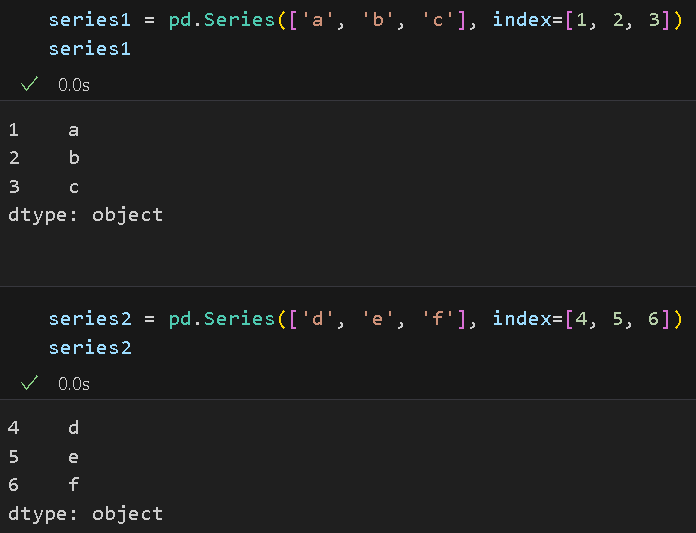 series1 = pd.Series(['a', 'b', 'c'], index=[1, 2, 3])
series1
0.0s
1    a
2    b
3    c
dtype: object
series2 = pd.Series(['d', 'e', 'f'], index=[4, 5, 6])
series2
0.0s
4    d
5    e
6    f
dtype: object